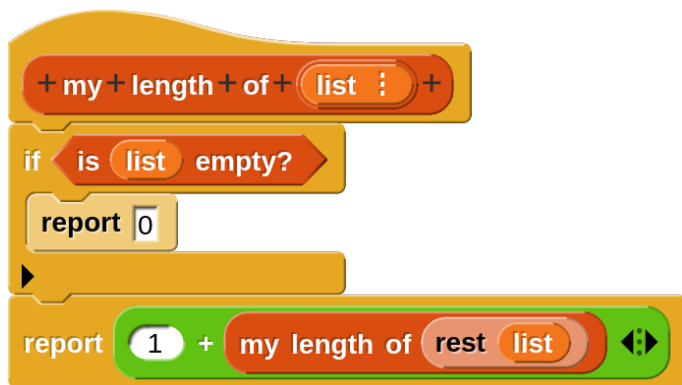 + my + length + of + list ⋮ +
if is list empty?
report 0
report 1 + my length of rest list